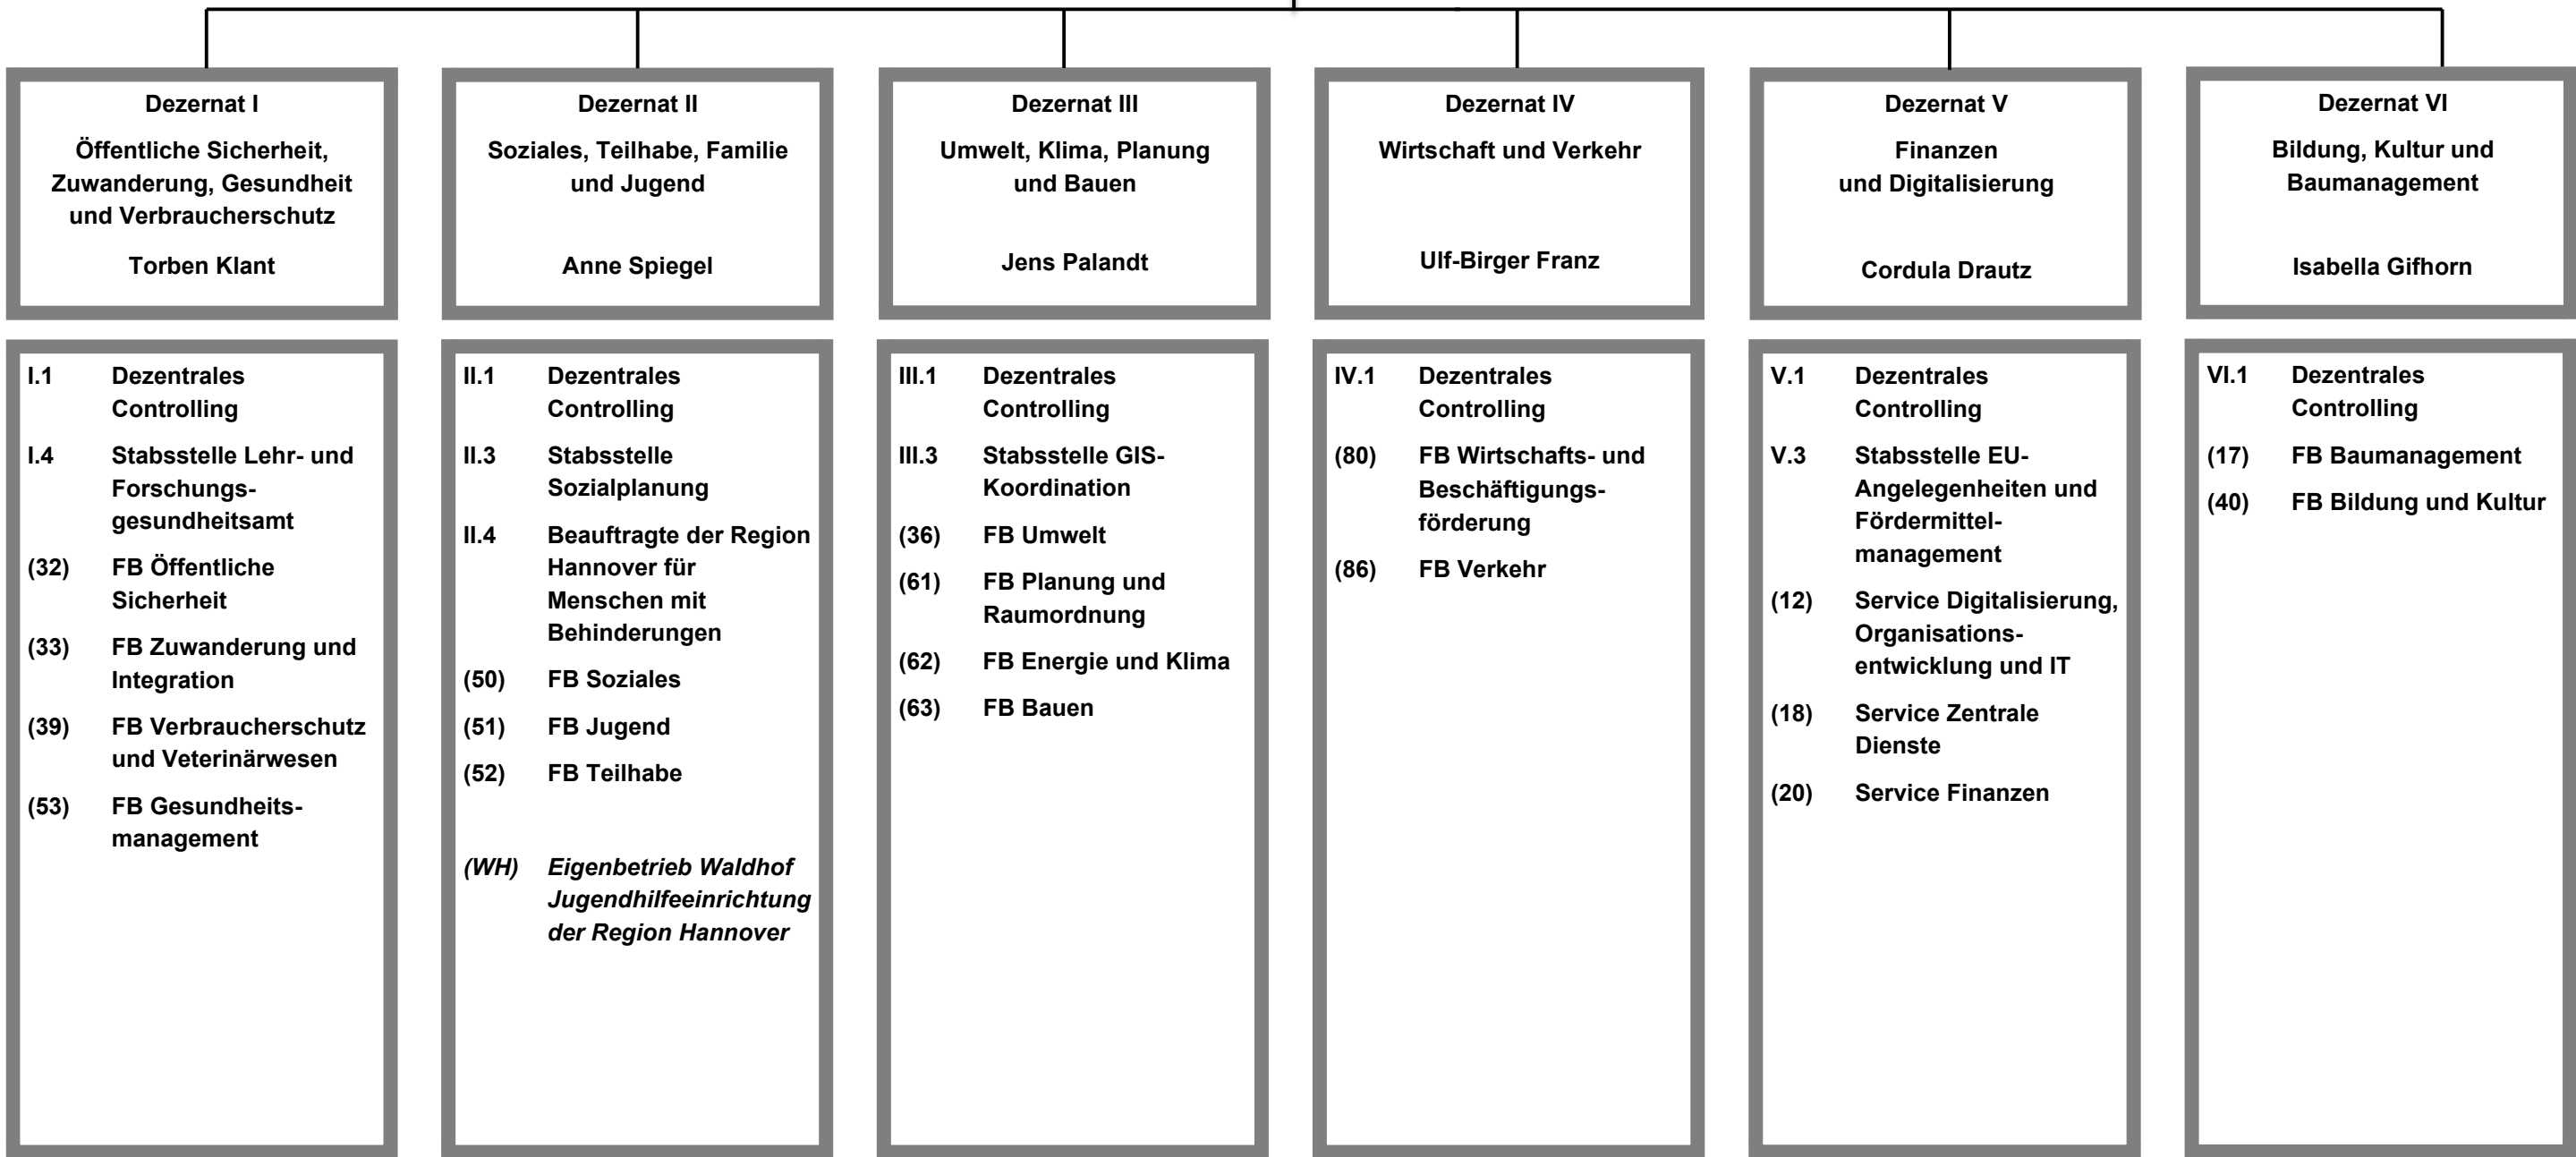 Dezernat I
Öffentliche Sicherheit,
Zuwanderung, Gesundheit
und Verbraucherschutz
Torben Klant
Dezernat II
Soziales, Teilhabe, Familie
und Jugend
Anne Spiegel
Dezernat III
Umwelt, Klima, Planung
und Bauen
Jens Palandt
Dezernat IV
Wirtschaft und Verkehr
Ulf-Birger Franz
Dezernat V
Finanzen
und Digitalisierung
Cordula Drautz
Dezernat VI
Bildung, Kultur und
Baumanagement
Isabella Gifhorn
I.1 Dezentrales
Controlling
I.4 Stabsstelle Lehr- und
Forschungs-
gesundheitsamt
(32) FB Öffentliche
Sicherheit
(33) FB Zuwanderung und
Integration
(39) FB Verbraucherschutz
und Veterinärwesen
(53) FB Gesundheits-
management
II.1 Dezentrales
Controlling
II.3 Stabsstelle
Sozialplanung
II.4 Beauftragte der Region
Hannover für
Menschen mit
Behinderungen
(50) FB Soziales
(51) FB Jugend
(52) FB Teilhabe
(WH) Eigenbetrieb Waldhof
Jugendhilfeeinrichtung
der Region Hannover
III.1 Dezentrales
Controlling
III.3 Stabsstelle GIS-
Koordination
(36) FB Umwelt
(61) FB Planung und
Raumordnung
(62) FB Energie und Klima
(63) FB Bauen
IV.1 Dezentrales
Controlling
(80) FB Wirtschafts- und
Beschäftigungs-
förderung
(86) FB Verkehr
V.1 Dezentrales
Controlling
V.3 Stabsstelle EU-
Angelegenheiten und
Fördermittel-
management
(12) Service Digitalisierung,
Organisations-
entwicklung und IT
(18) Service Zentrale
Dienste
(20) Service Finanzen
VI.1 Dezentrales
Controlling
(17) FB Baumanagement
(40) FB Bildung und Kultur